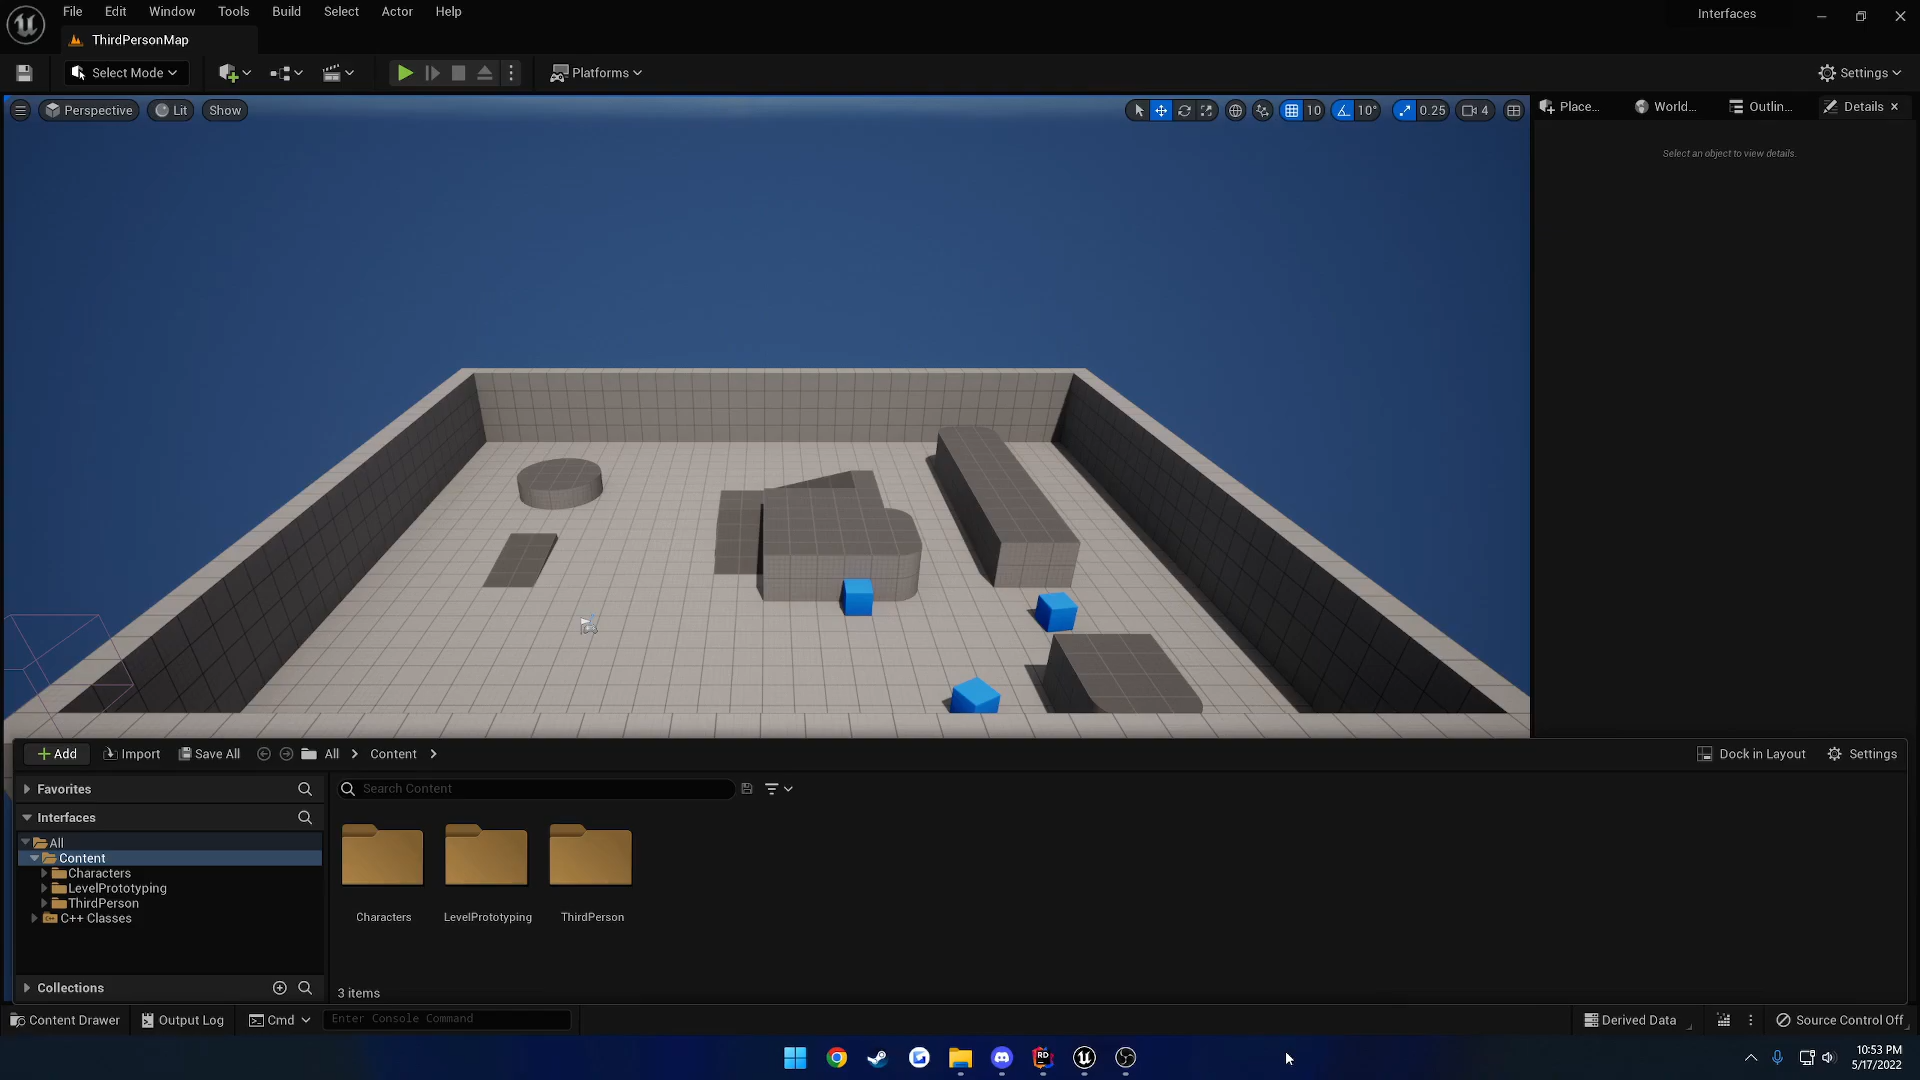 File Edit Window Tools Build Select Actor Help
Interfaces
ThirdPersonMap
Select Mode
Platforms
Settings
Perspective Lit Show
10 10° 0.25 4
Place... World... Outlin... Details
Select an object to view details.
Add Import Save All All Content
Dock in Layout Settings
Favorites
Search Content
Interfaces
All
Content
Characters
LevelPrototyping
ThirdPerson
C++ Classes
Characters LevelPrototyping ThirdPerson
Collections
3 items
Content Drawer Output Log Cmd Enter Console Command
Derived Data Source Control Off
RD
10:53 PM
5/17/2022